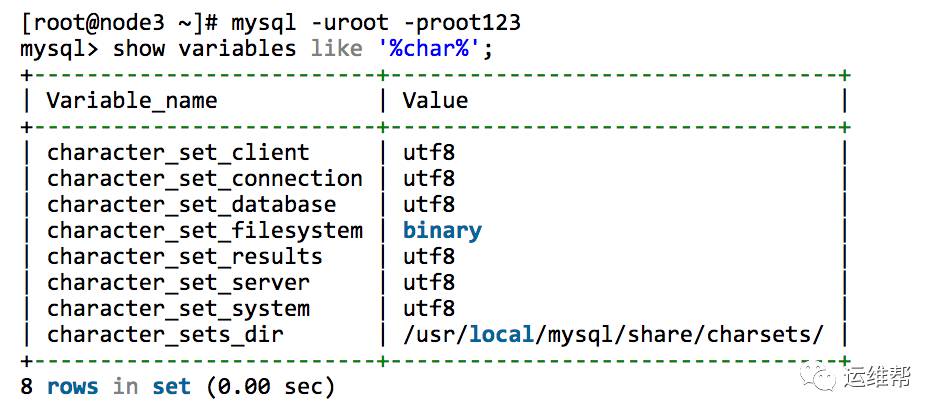 [root@node3 ~]# mysql -uroot -proot123
mysql> show variables like '%char%';
+--------------------------+----------------------------------+
| Variable_name            | Value                            |
+--------------------------+----------------------------------+
| character_set_client     | utf8                             |
| character_set_connection | utf8                             |
| character_set_database   | utf8                             |
| character_set_filesystem | binary                           |
| character_set_results    | utf8                             |
| character_set_server     | utf8                             |
| character_set_system     | utf8                             |
| character_sets_dir       | /usr/local/mysql/share/charsets/ |
+--------------------------+----------------------------------+
8 rows in set (0.00 sec)
运维帮